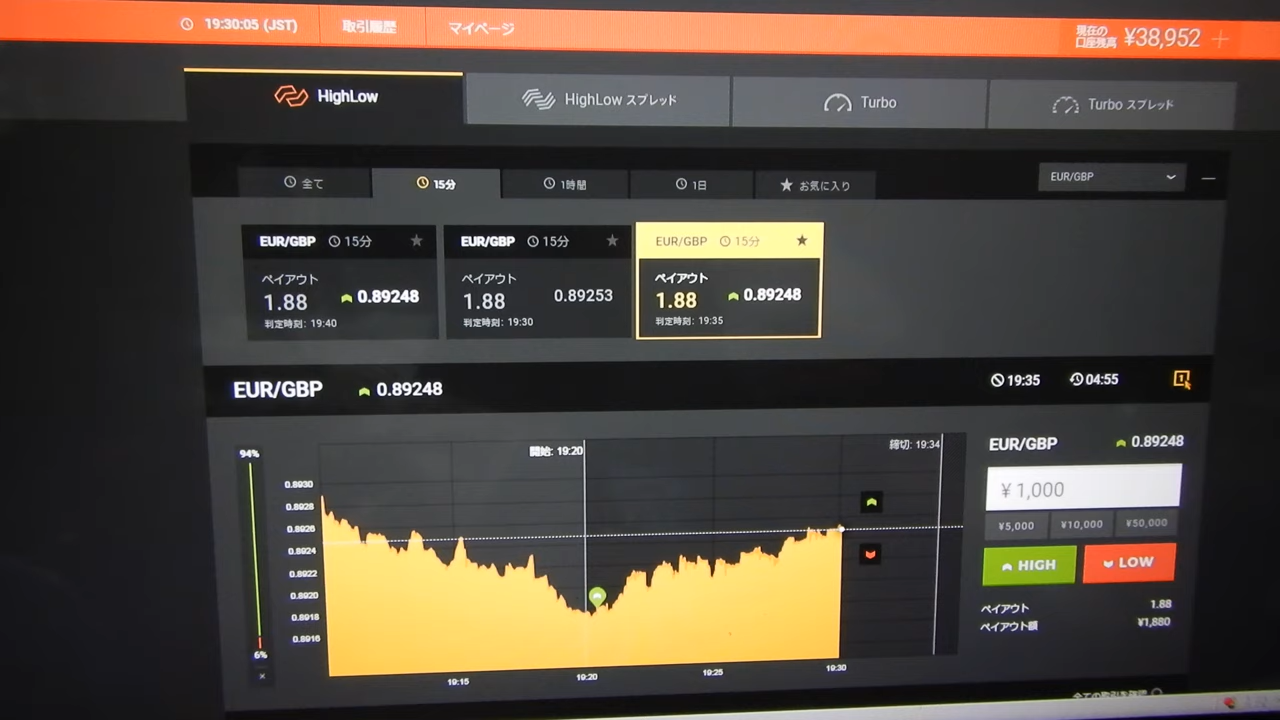 19:30:05 (JST) 取引履歴 マイページ 現在の口座残高 ¥38,952
HighLow HighLow スプレッド Turbo Turbo スプレッド
全て 15分 1時間 1日 お気に入り EUR/GBP
EUR/GBP 15分 EUR/GBP 15分 EUR/GBP 15分
ペイアウト ペイアウト ペイアウト
1.88 0.89248 1.88 0.89253 1.88 0.89248
判定時刻: 19:40 判定時刻: 19:30 判定時刻: 19:35
EUR/GBP 0.89248 19:35 04:55
94% 開始: 19:20 締切: 19:34 EUR/GBP 0.89248
0.8930
¥ 1,000
0.8928
0.8926 ¥5,000 ¥10,000 ¥50,000
0.8924
0.8922 HIGH LOW
0.8920
ペイアウト 1.88
0.8918
ペイアウト額 ¥1,880
0.8916
6%
19:15 19:20 19:25 19:30
全ての取引を確認